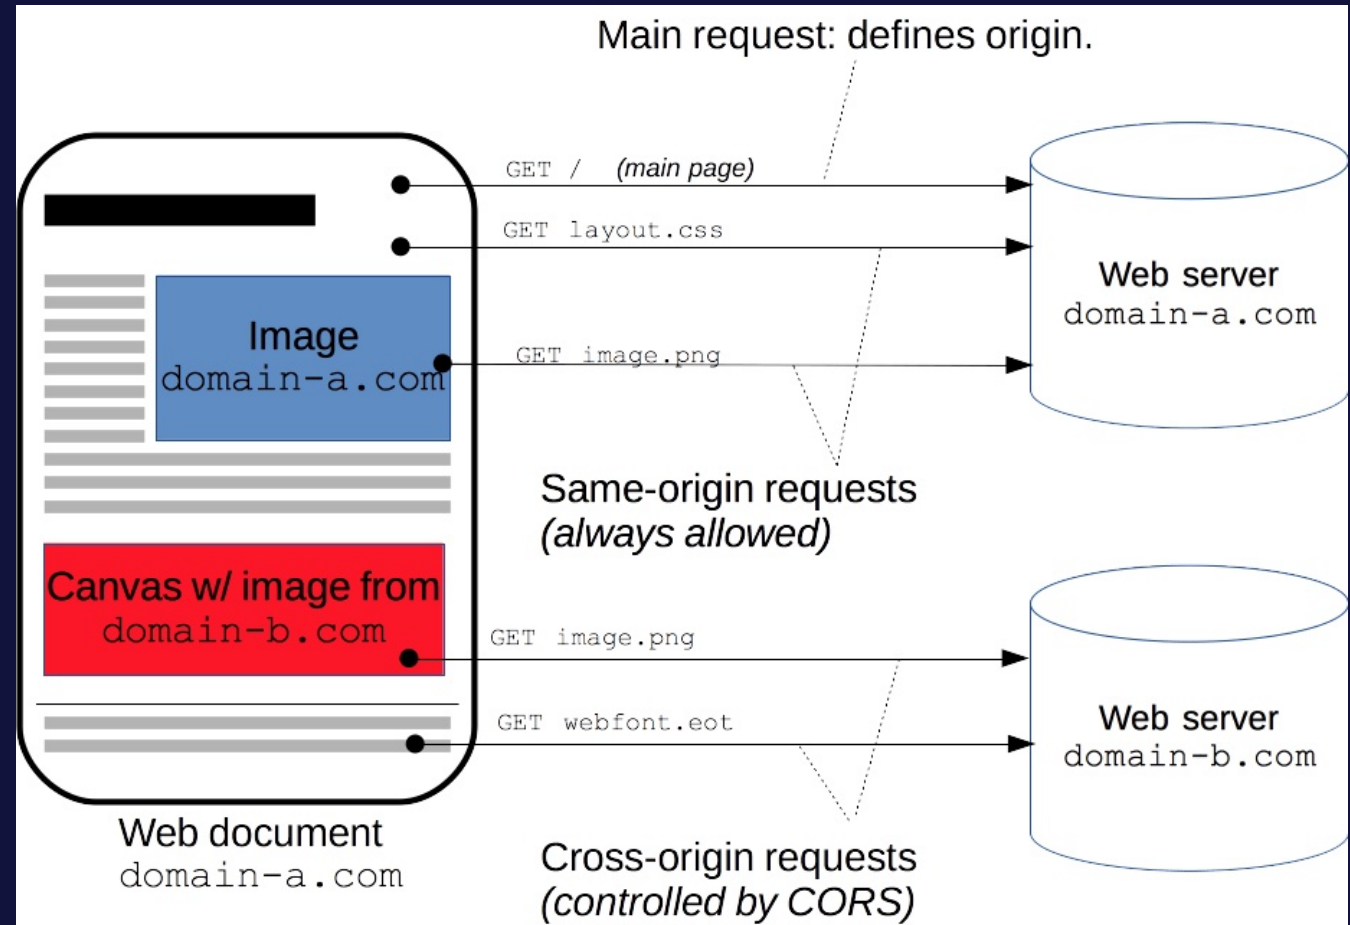 Main request: defines origin.
GET / (main page)
GET layout.css
Image
domain-a.com
GET image.png
Web server
domain-a.com
Same-origin requests
(always allowed)
Canvas w/ image from
domain-b.com
GET image.png
GET webfont.eot
Web server
domain-b.com
Web document
domain-a.com
Cross-origin requests
(controlled by CORS)